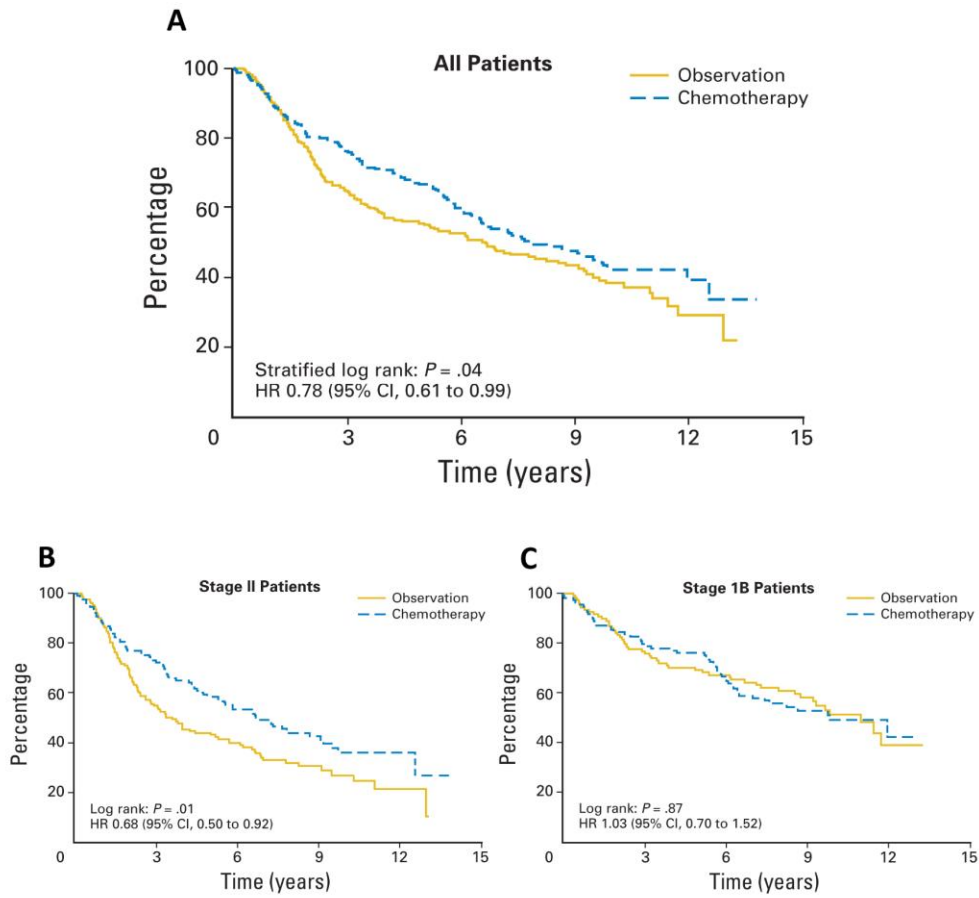 A
All Patients
Observation
Chemotherapy
Percentage
100
80
60
40
20
Stratified log rank: P = .04
HR 0.78 (95% CI, 0.61 to 0.99)
0 3 6 9 12 15
Time (years)
B
Stage II Patients
Observation
Chemotherapy
Percentage
100
80
60
40
20
Log rank: P = .01
HR 0.68 (95% CI, 0.50 to 0.92)
0 3 6 9 12 15
Time (years)
C
Stage 1B Patients
Observation
Chemotherapy
Percentage
100
80
60
40
20
Log rank: P = .87
HR 1.03 (95% CI, 0.70 to 1.52)
0 3 6 9 12 15
Time (years)